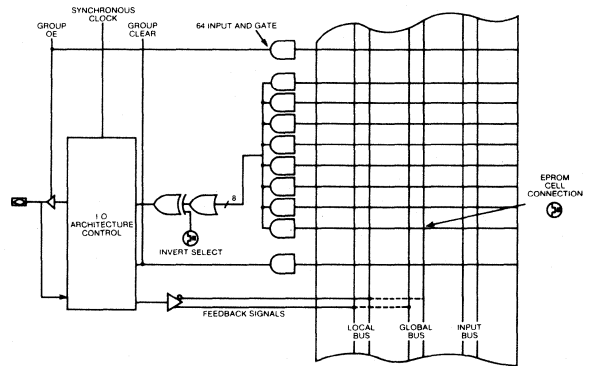 SYNCHRONOUS
CLOCK
GROUP
OE
GROUP
CLEAR
64 INPUT AND GATE
EPROM
CELL
CONNECTION
8
I O
ARCHITECTURE
CONTROL
INVERT SELECT
FEEDBACK SIGNALS
LOCAL
BUS
GLOBAL
BUS
INPUT
BUS